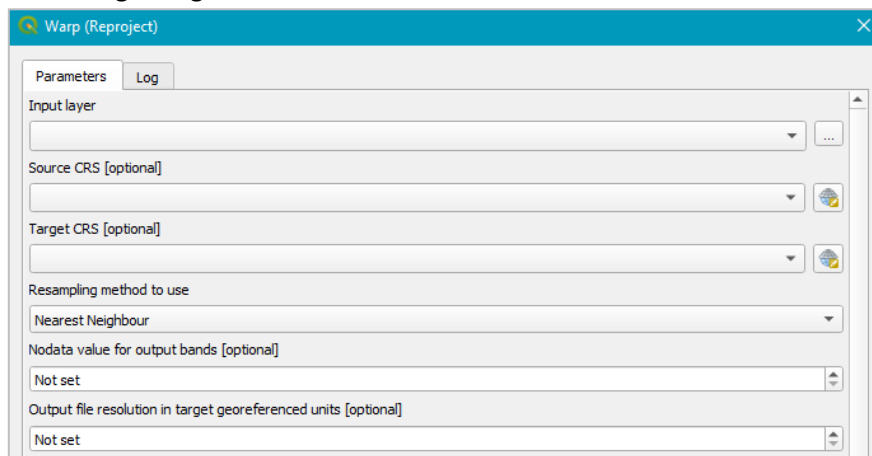 Warp (Reproject)
Parameters Log
Input layer
...
Source CRS [optional]
Target CRS [optional]
Resampling method to use
Nearest Neighbour
Nodata value for output bands [optional]
Not set
Output file resolution in target georeferenced units [optional]
Not set